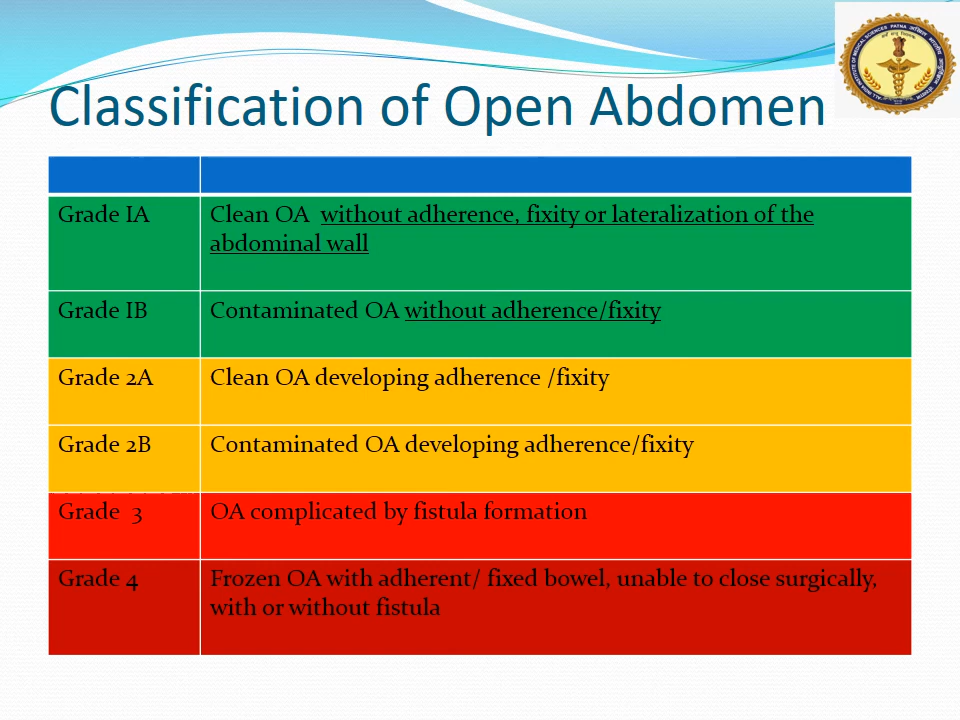 Classification of Open Abdomen
Grade IA
Clean OA without adherence, fixity or lateralization of the
abdominal wall
Grade IB
Contaminated OA without adherence/fixity
Grade 2A
Clean OA developing adherence /fixity
Grade 2B
Contaminated OA developing adherence/fixity
Grade 3
OA complicated by fistula formation
Grade 4
Frozen OA with adherent/ fixed bowel, unable to close surgically,
with or without fistula